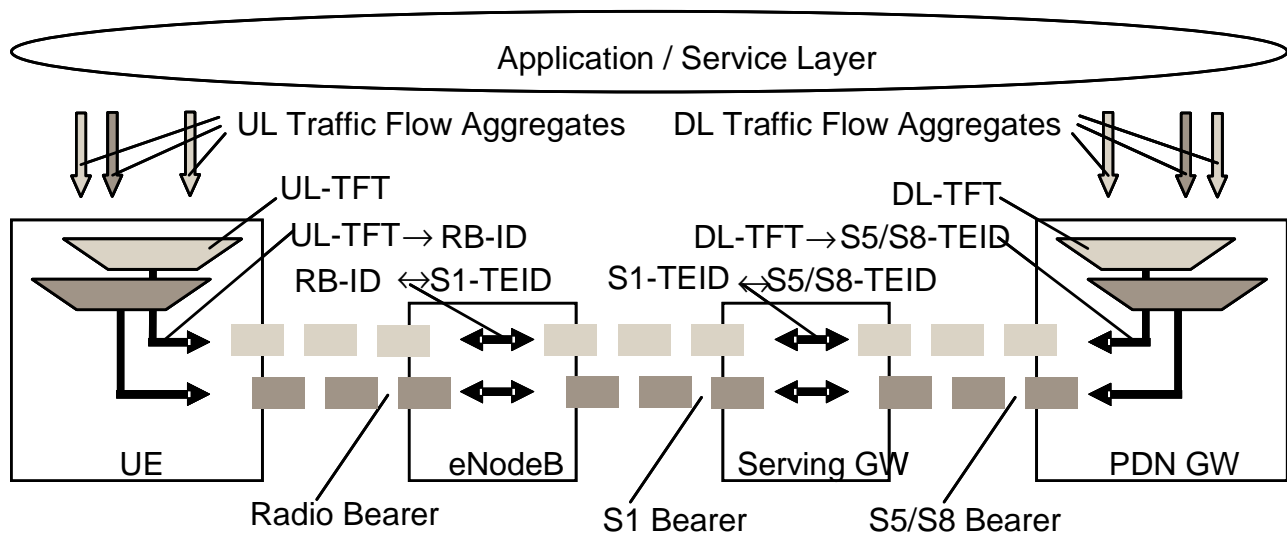 Application / Service Layer
UL Traffic Flow Aggregates
DL Traffic Flow Aggregates
UL-TFT
DL-TFT
UL-TFT→ RB-ID
DL-TFT→S5/S8-TEID
RB-ID ↔S1-TEID
S1-TEID ↔S5/S8-TEID
UE
eNodeB
Serving GW
PDN GW
Radio Bearer
S1 Bearer
S5/S8 Bearer